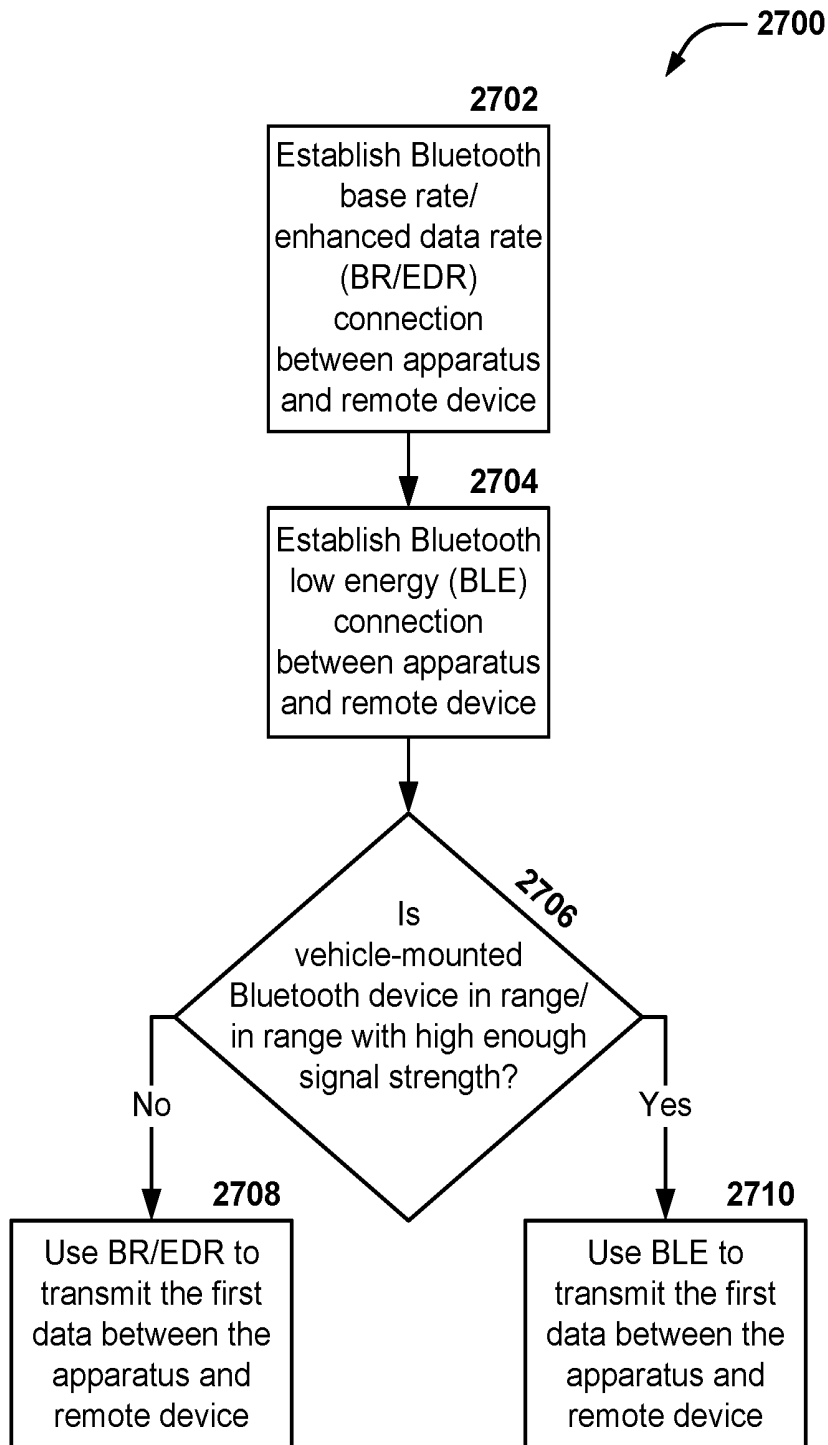 2700
2702
Establish Bluetooth
base rate/
enhanced data rate
(BR/EDR)
connection
between apparatus
and remote device
2704
Establish Bluetooth
low energy (BLE)
connection
between apparatus
and remote device
2706
Is
vehicle-mounted
Bluetooth device in range/
in range with high enough
signal strength?
No
Yes
2708
Use BR/EDR to
transmit the first
data between the
apparatus and
remote device
2710
Use BLE to
transmit the first
data between the
apparatus and
remote device